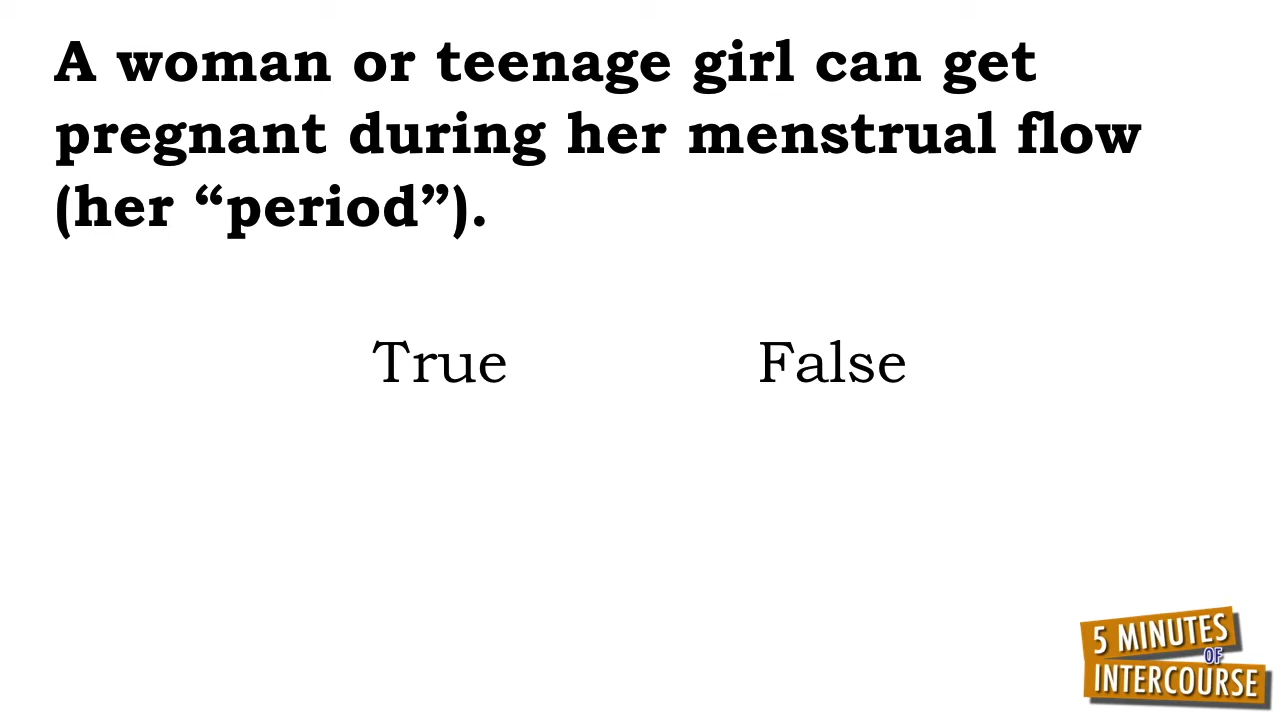 A woman or teenage girl can get
pregnant during her menstrual flow
(her “period”).
True False
5 MINUTES
OF
INTERCOURSE